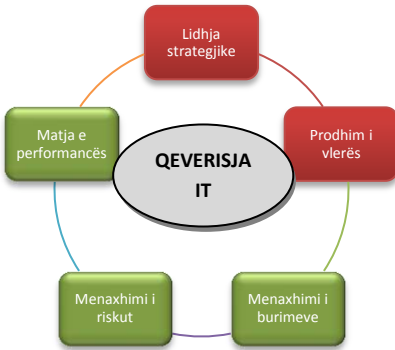 Lidhja
strategjike
Matja e
performancës
Prodhim i
vlerës
QEVERISJA
IT
Menaxhimi i
riskut
Menaxhimi i
burimeve